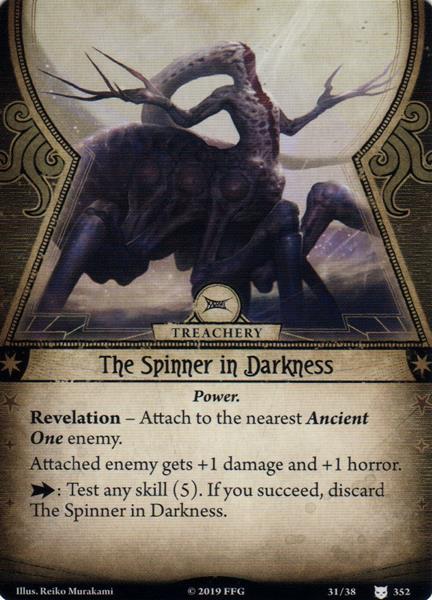 TREACHERY
The Spinner in Darkness
Power.
Revelation – Attach to the nearest Ancient
One enemy.
Attached enemy gets +1 damage and +1 horror.
: Test any skill (5). If you succeed, discard
The Spinner in Darkness.
Illus. Reiko Murakami © 2019 FFG 31/38 352